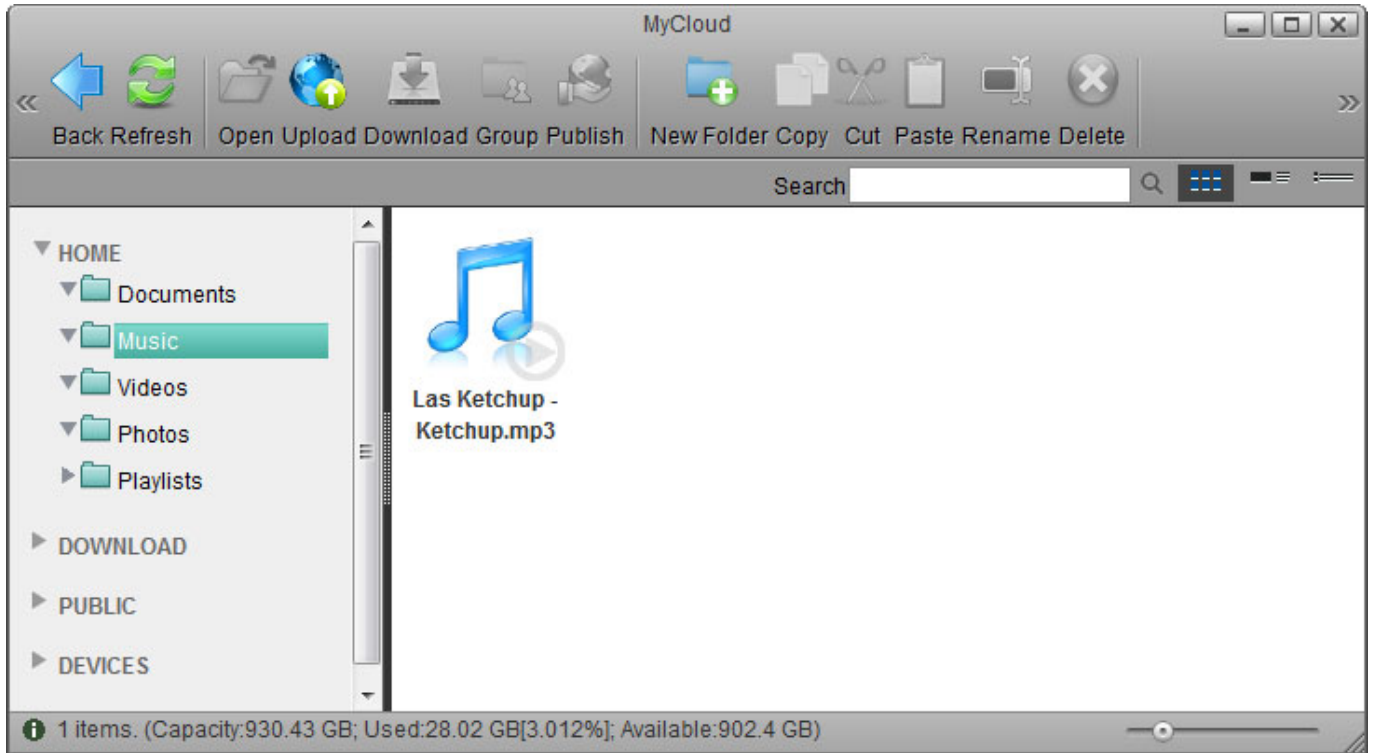 MyCloud
Back Refresh Open Upload Download Group Publish New Folder Copy Cut Paste Rename Delete
Search
HOME
Documents
Music
Videos
Photos
Playlists
DOWNLOAD
PUBLIC
DEVICES
Las Ketchup -
Ketchup.mp3
1 items. (Capacity:930.43 GB; Used:28.02 GB[3.012%]; Available:902.4 GB)